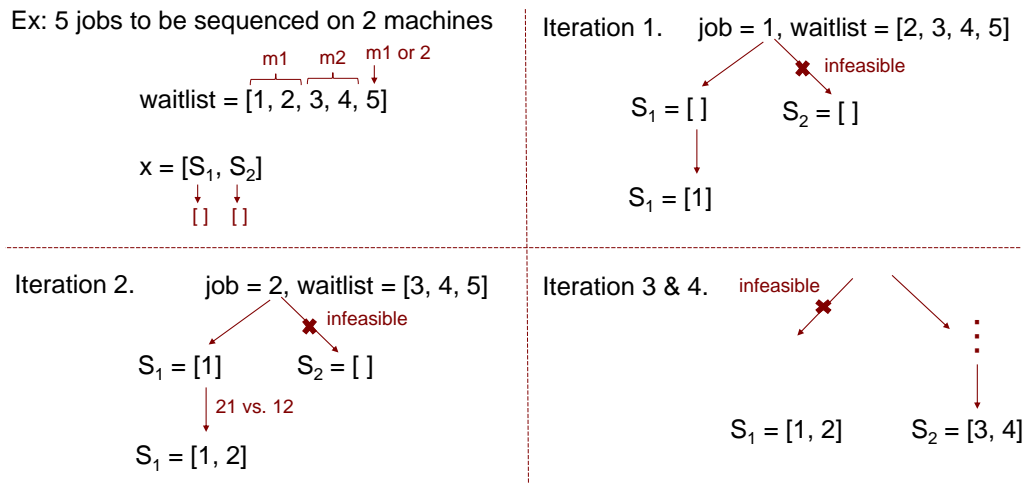 Ex: 5 jobs to be sequenced on 2 machines
m1 m2 m1 or 2
waitlist = [1, 2, 3, 4, 5]
x = [S₁, S₂]
[ ] [ ]
Iteration 1. job = 1, waitlist = [2, 3, 4, 5]
infeasible
S₁ = [ ] S₂ = [ ]
S₁ = [1]
Iteration 2. job = 2, waitlist = [3, 4, 5]
infeasible
S₁ = [1] S₂ = [ ]
21 vs. 12
S₁ = [1, 2]
Iteration 3 & 4. infeasible
S₁ = [1, 2] S₂ = [3, 4]